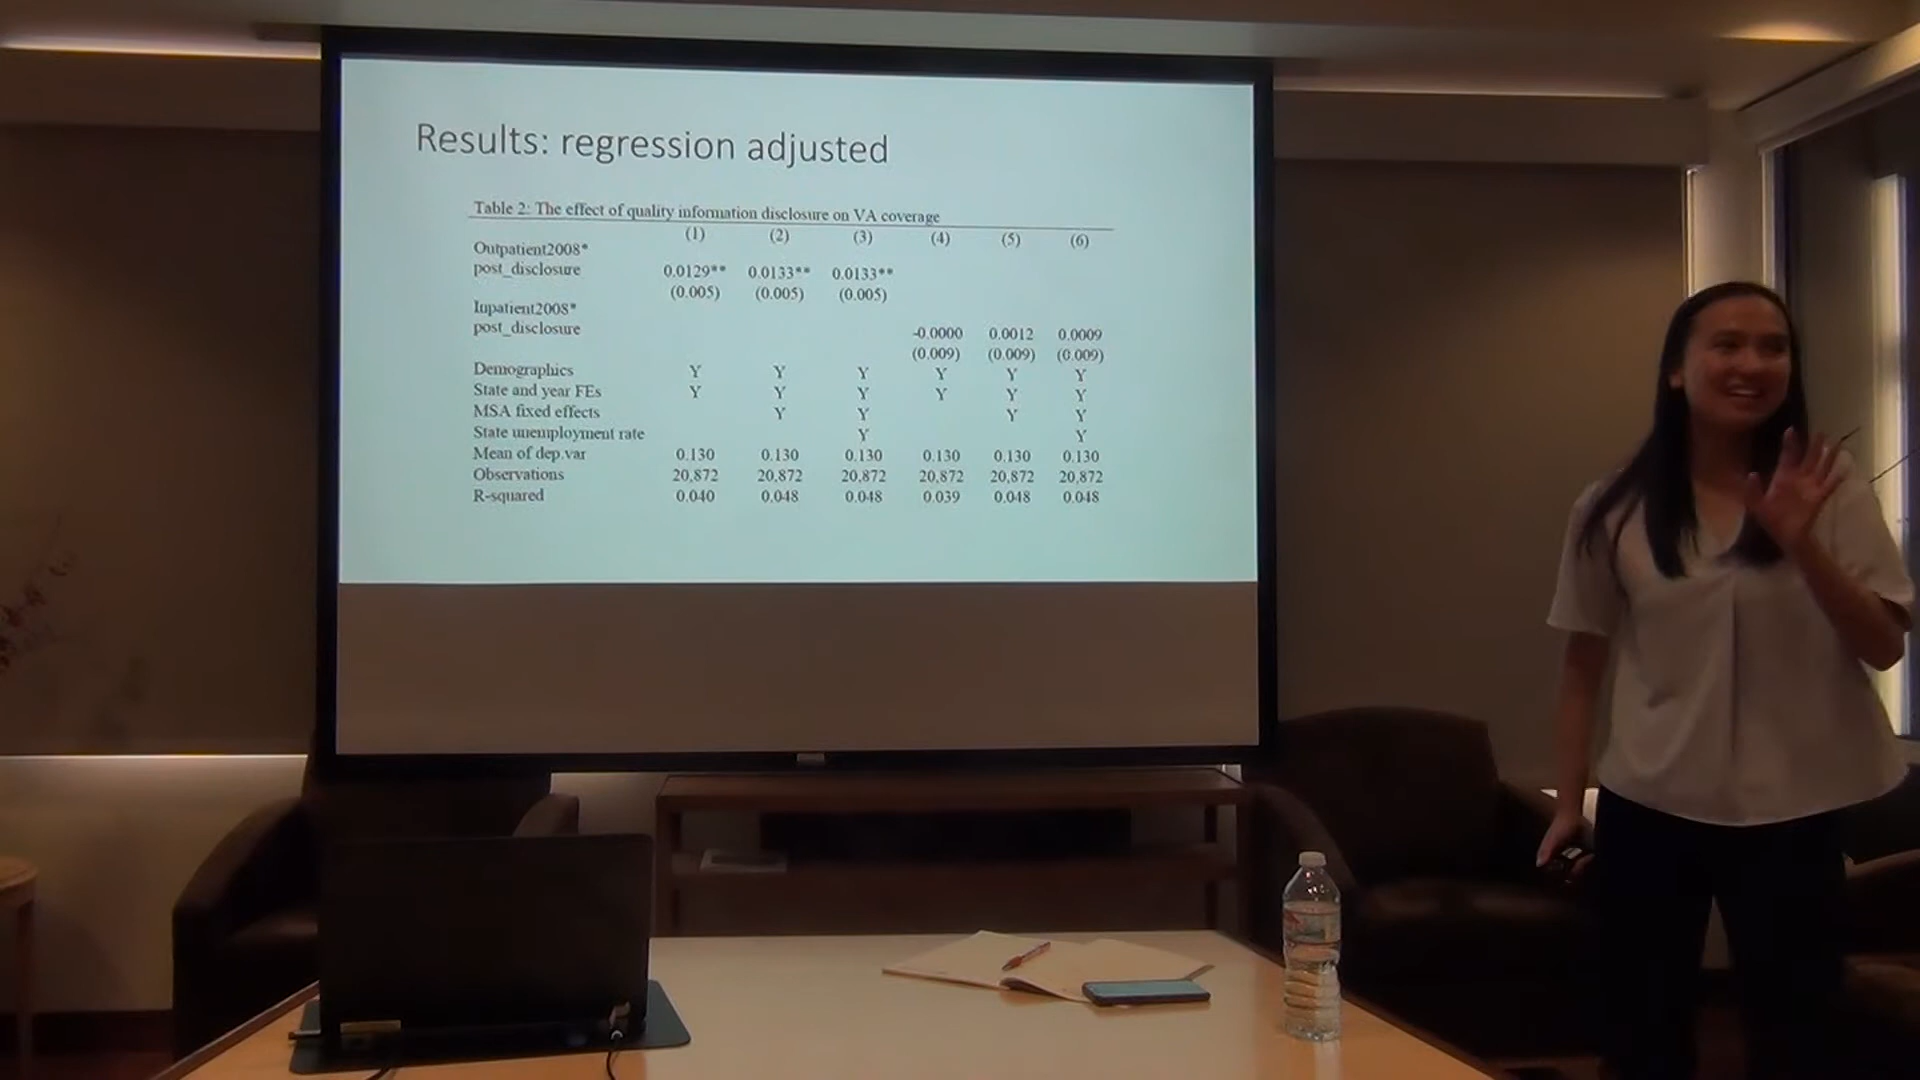 Results: regression adjusted
Table 2: The effect of quality information disclosure on VA coverage
(1) (2) (3) (4) (5) (6)
Outpatient2008*
post_disclosure 0.0129** 0.0133** 0.0133**
(0.005) (0.005) (0.005)
Inpatient2008*
post_disclosure -0.0000 0.0012 0.0009
(0.009) (0.009) (0.009)
Demographics Y Y Y Y Y Y
State and year FEs Y Y Y Y Y Y
MSA fixed effects Y Y Y Y
State unemployment rate Y Y
Mean of dep.var 0.130 0.130 0.130 0.130 0.130 0.130
Observations 20,872 20,872 20,872 20,872 20,872 20,872
R-squared 0.040 0.048 0.048 0.039 0.048 0.048